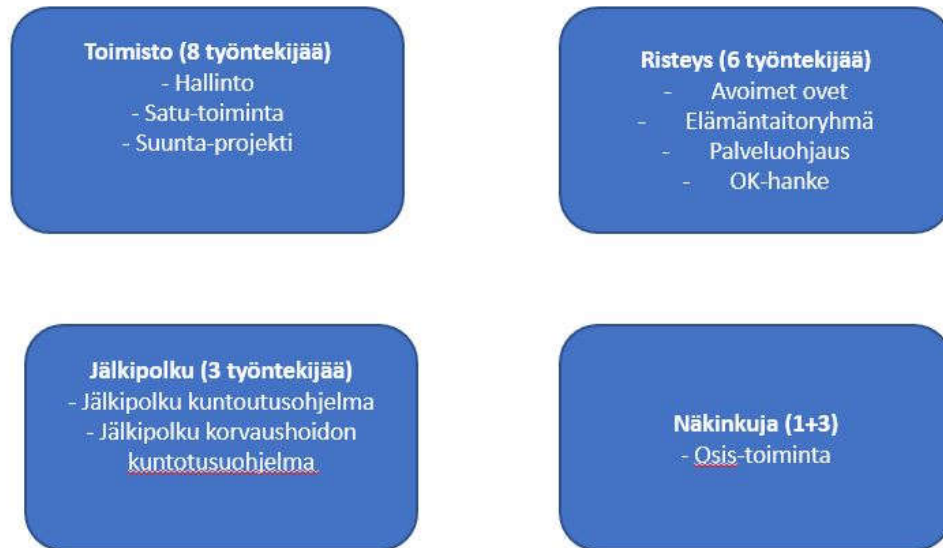 Toimisto (8 työntekijää)
- Hallinto
- Satu-toiminta
- Suunta-projekti
Risteys (6 työntekijää)
- Avoimet ovet
- Elämäntaitoryhmä
- Palveluohjaus
- OK-hanke
Jälkipolku (3 työntekijää)
- Jälkipolku kuntoutusohjelma
- Jälkipolku korvaushoidon
kuntotusuohjelma
Näkinkuja (1+3)
- Osis-toiminta